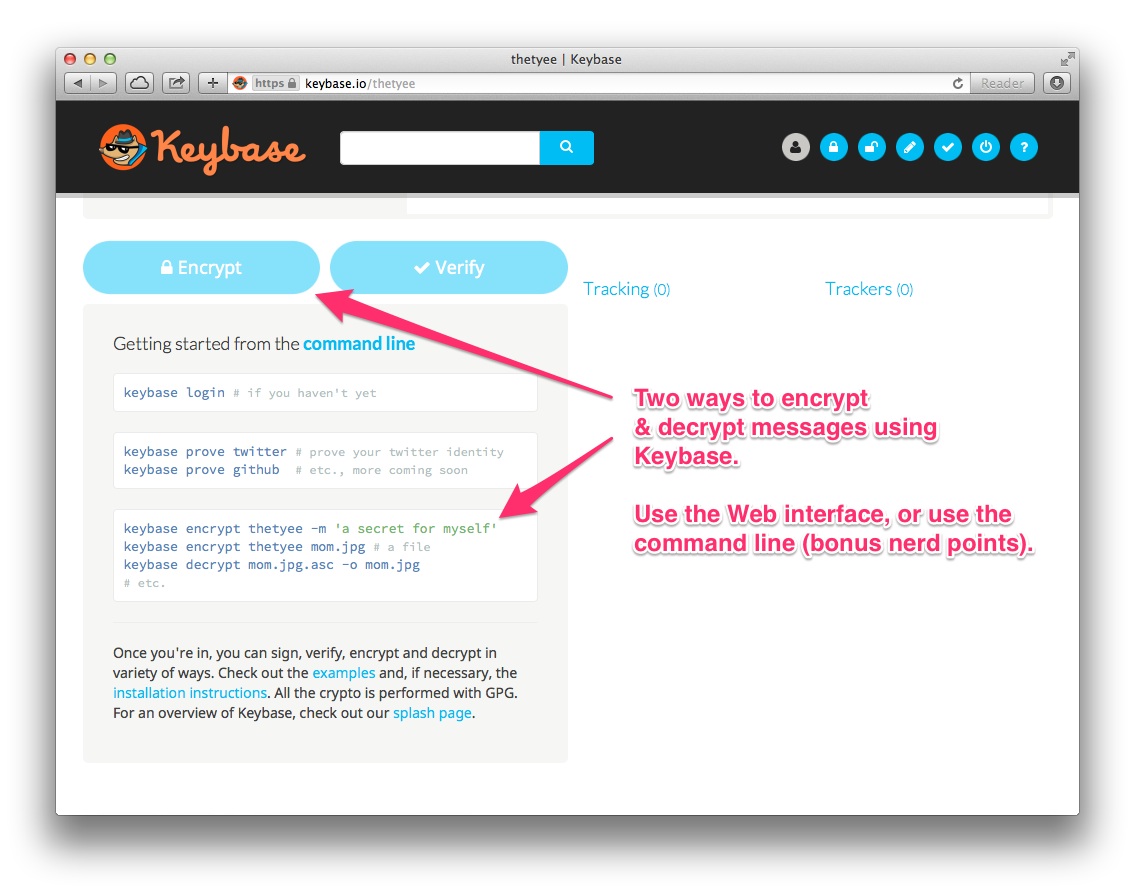 thetyee | Keybase
https keybase.io/thetyee
Reader
Keybase
?
Encrypt
Verify
Tracking (0)
Trackers (0)
Getting started from the command line
keybase login # if you haven't yet
keybase prove twitter # prove your twitter identity
keybase prove github # etc., more coming soon
keybase encrypt thetyee -m 'a secret for myself'
keybase encrypt thetyee mom.jpg # a file
keybase decrypt mom.jpg.asc -o mom.jpg
# etc.
Once you're in, you can sign, verify, encrypt and decrypt in
variety of ways. Check out the examples and, if necessary, the
installation instructions. All the crypto is performed with GPG.
For an overview of Keybase, check out our splash page.
Two ways to encrypt
& decrypt messages using
Keybase.
Use the Web interface, or use the
command line (bonus nerd points).